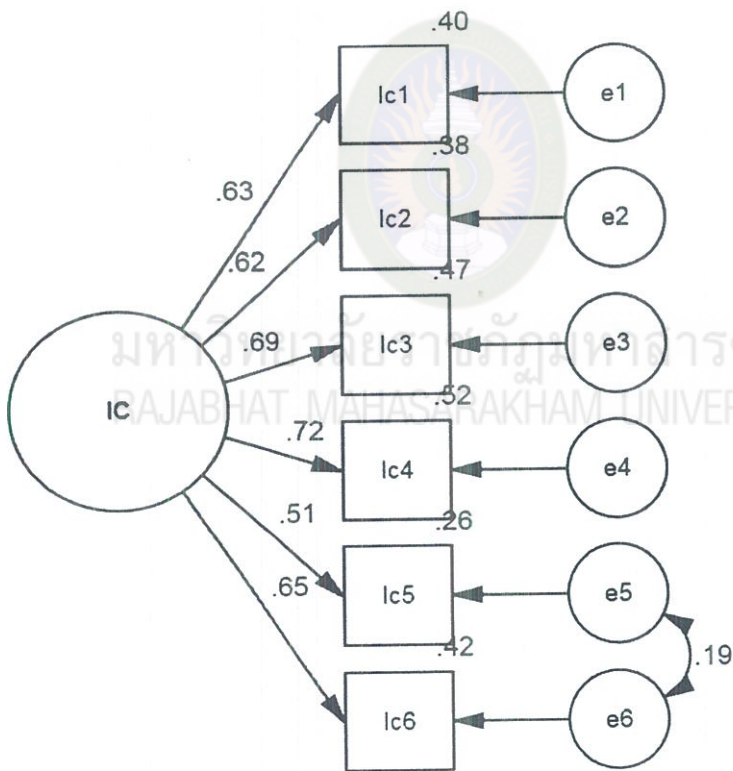 .40
Ic1
e1
.38
.63
Ic2
e2
.62
.47
.69
Ic3
e3
มหาวิทยาลัยราชภัฏมหาสารค
.52
IC
RAJABHAT MAHASARAKHAM UNIVER
.72
Ic4
e4
.26
.51
Ic5
e5
.65
.42
.19
Ic6
e6